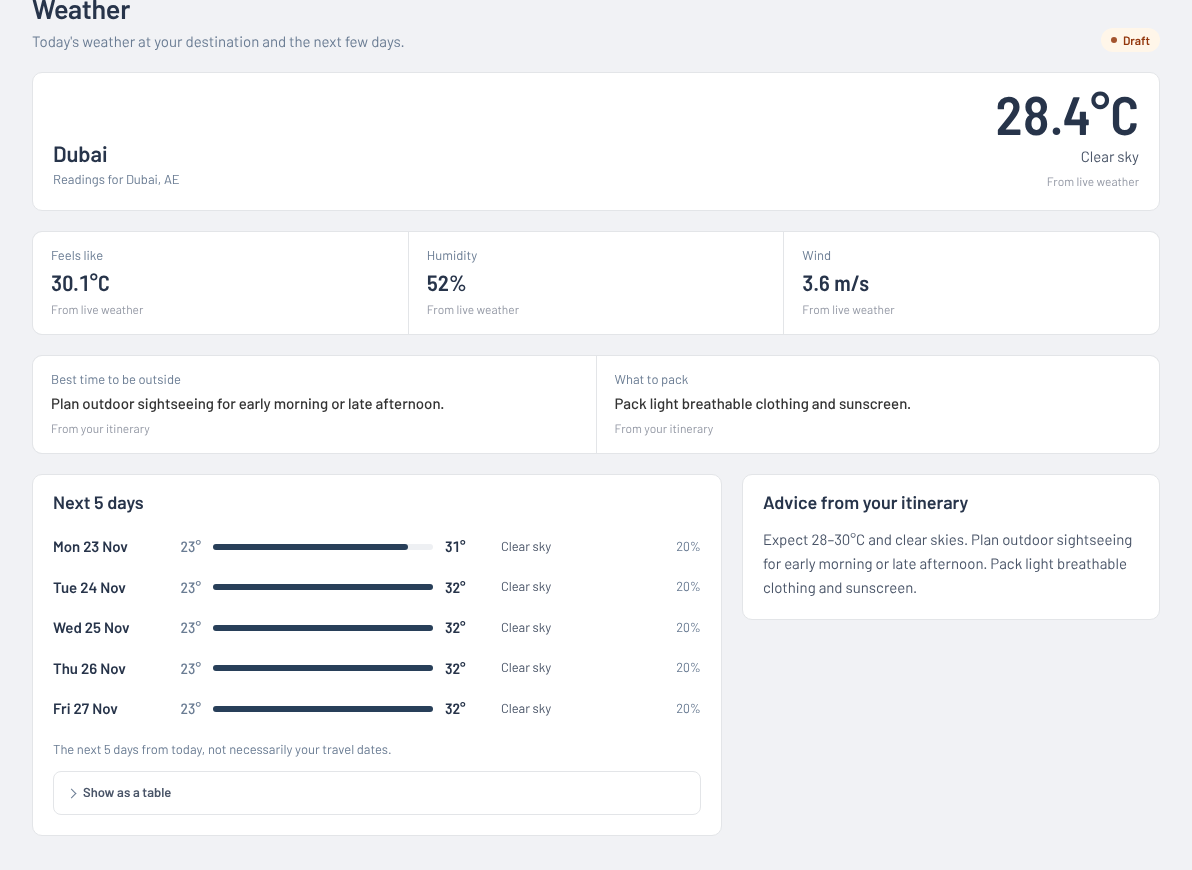 Weather
Today's weather at your destination and the next few days.
Draft
28.4°C
Clear sky
From live weather
Dubai
Readings for Dubai, AE
Feels like
30.1°C
From live weather
Humidity
52%
From live weather
Wind
3.6 m/s
From live weather
Best time to be outside
Plan outdoor sightseeing for early morning or late afternoon.
From your itinerary
What to pack
Pack light breathable clothing and sunscreen.
From your itinerary
Next 5 days
Mon 23 Nov 23° 31° Clear sky 20%
Tue 24 Nov 23° 32° Clear sky 20%
Wed 25 Nov 23° 32° Clear sky 20%
Thu 26 Nov 23° 32° Clear sky 20%
Fri 27 Nov 23° 32° Clear sky 20%
The next 5 days from today, not necessarily your travel dates.
Show as a table
Advice from your itinerary
Expect 28–30°C and clear skies. Plan outdoor sightseeing
for early morning or late afternoon. Pack light breathable
clothing and sunscreen.